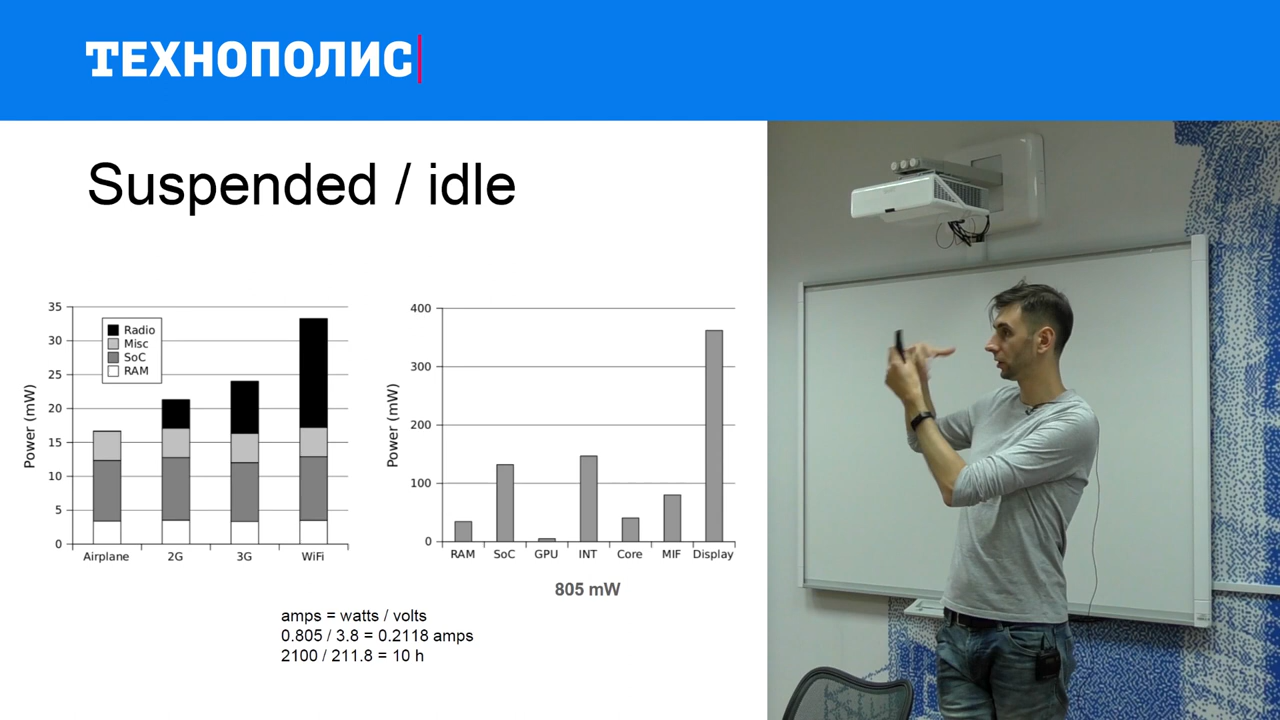 ТЕХНОПОЛИС
Suspended / idle
35
30
25
20
15
10
5
0
Power (mW)
Radio
Misc
SoC
RAM
Airplane 2G 3G WiFi
400
300
200
100
0
Power (mW)
RAM SoC GPU INT Core MIF Display
805 mW
amps = watts / volts
0.805 / 3.8 = 0.2118 amps
2100 / 211.8 = 10 h